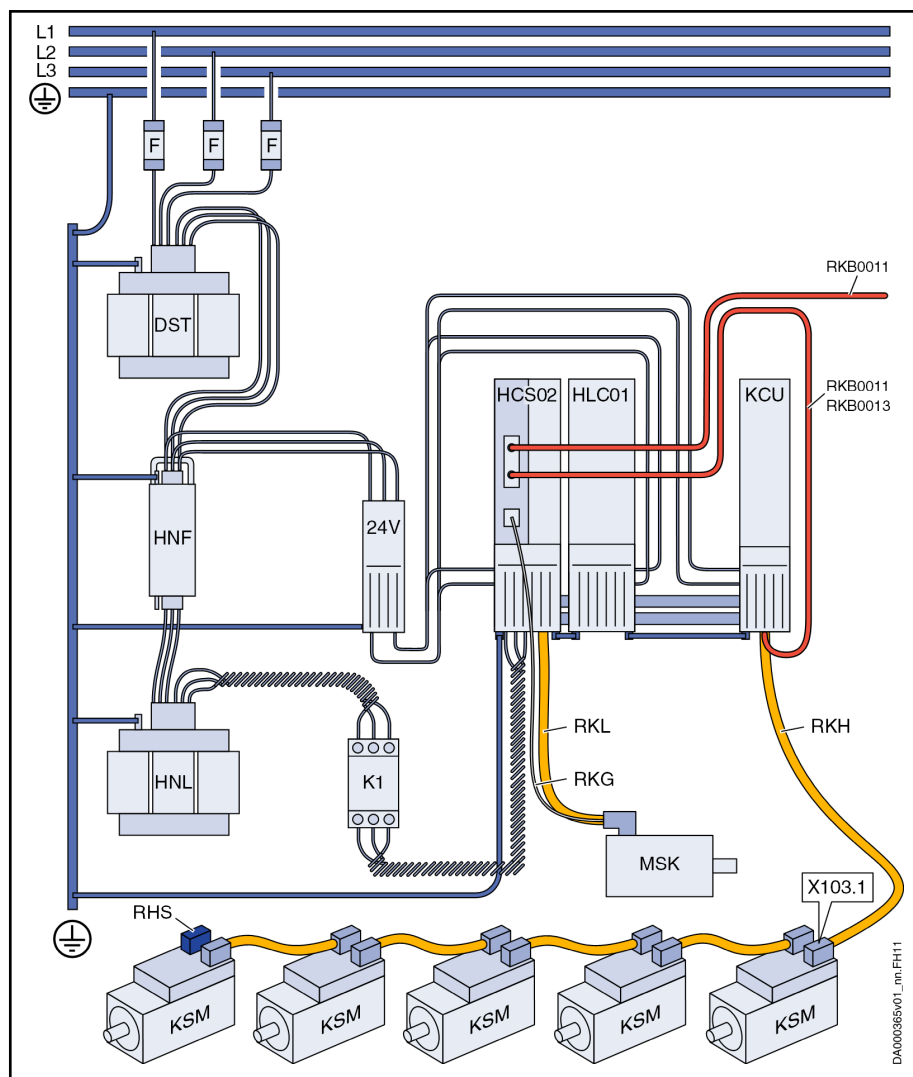 L1
L2
L3
F F F
RKB0011
DST
RKB0011
RKB0013
HCS02 HLC01 KCU
HNF
24V
RKL
RKH
RKG
HNL
K1
MSK
X103.1
RHS
KSM KSM KSM KSM KSM
DA000365v01_nn.FH11